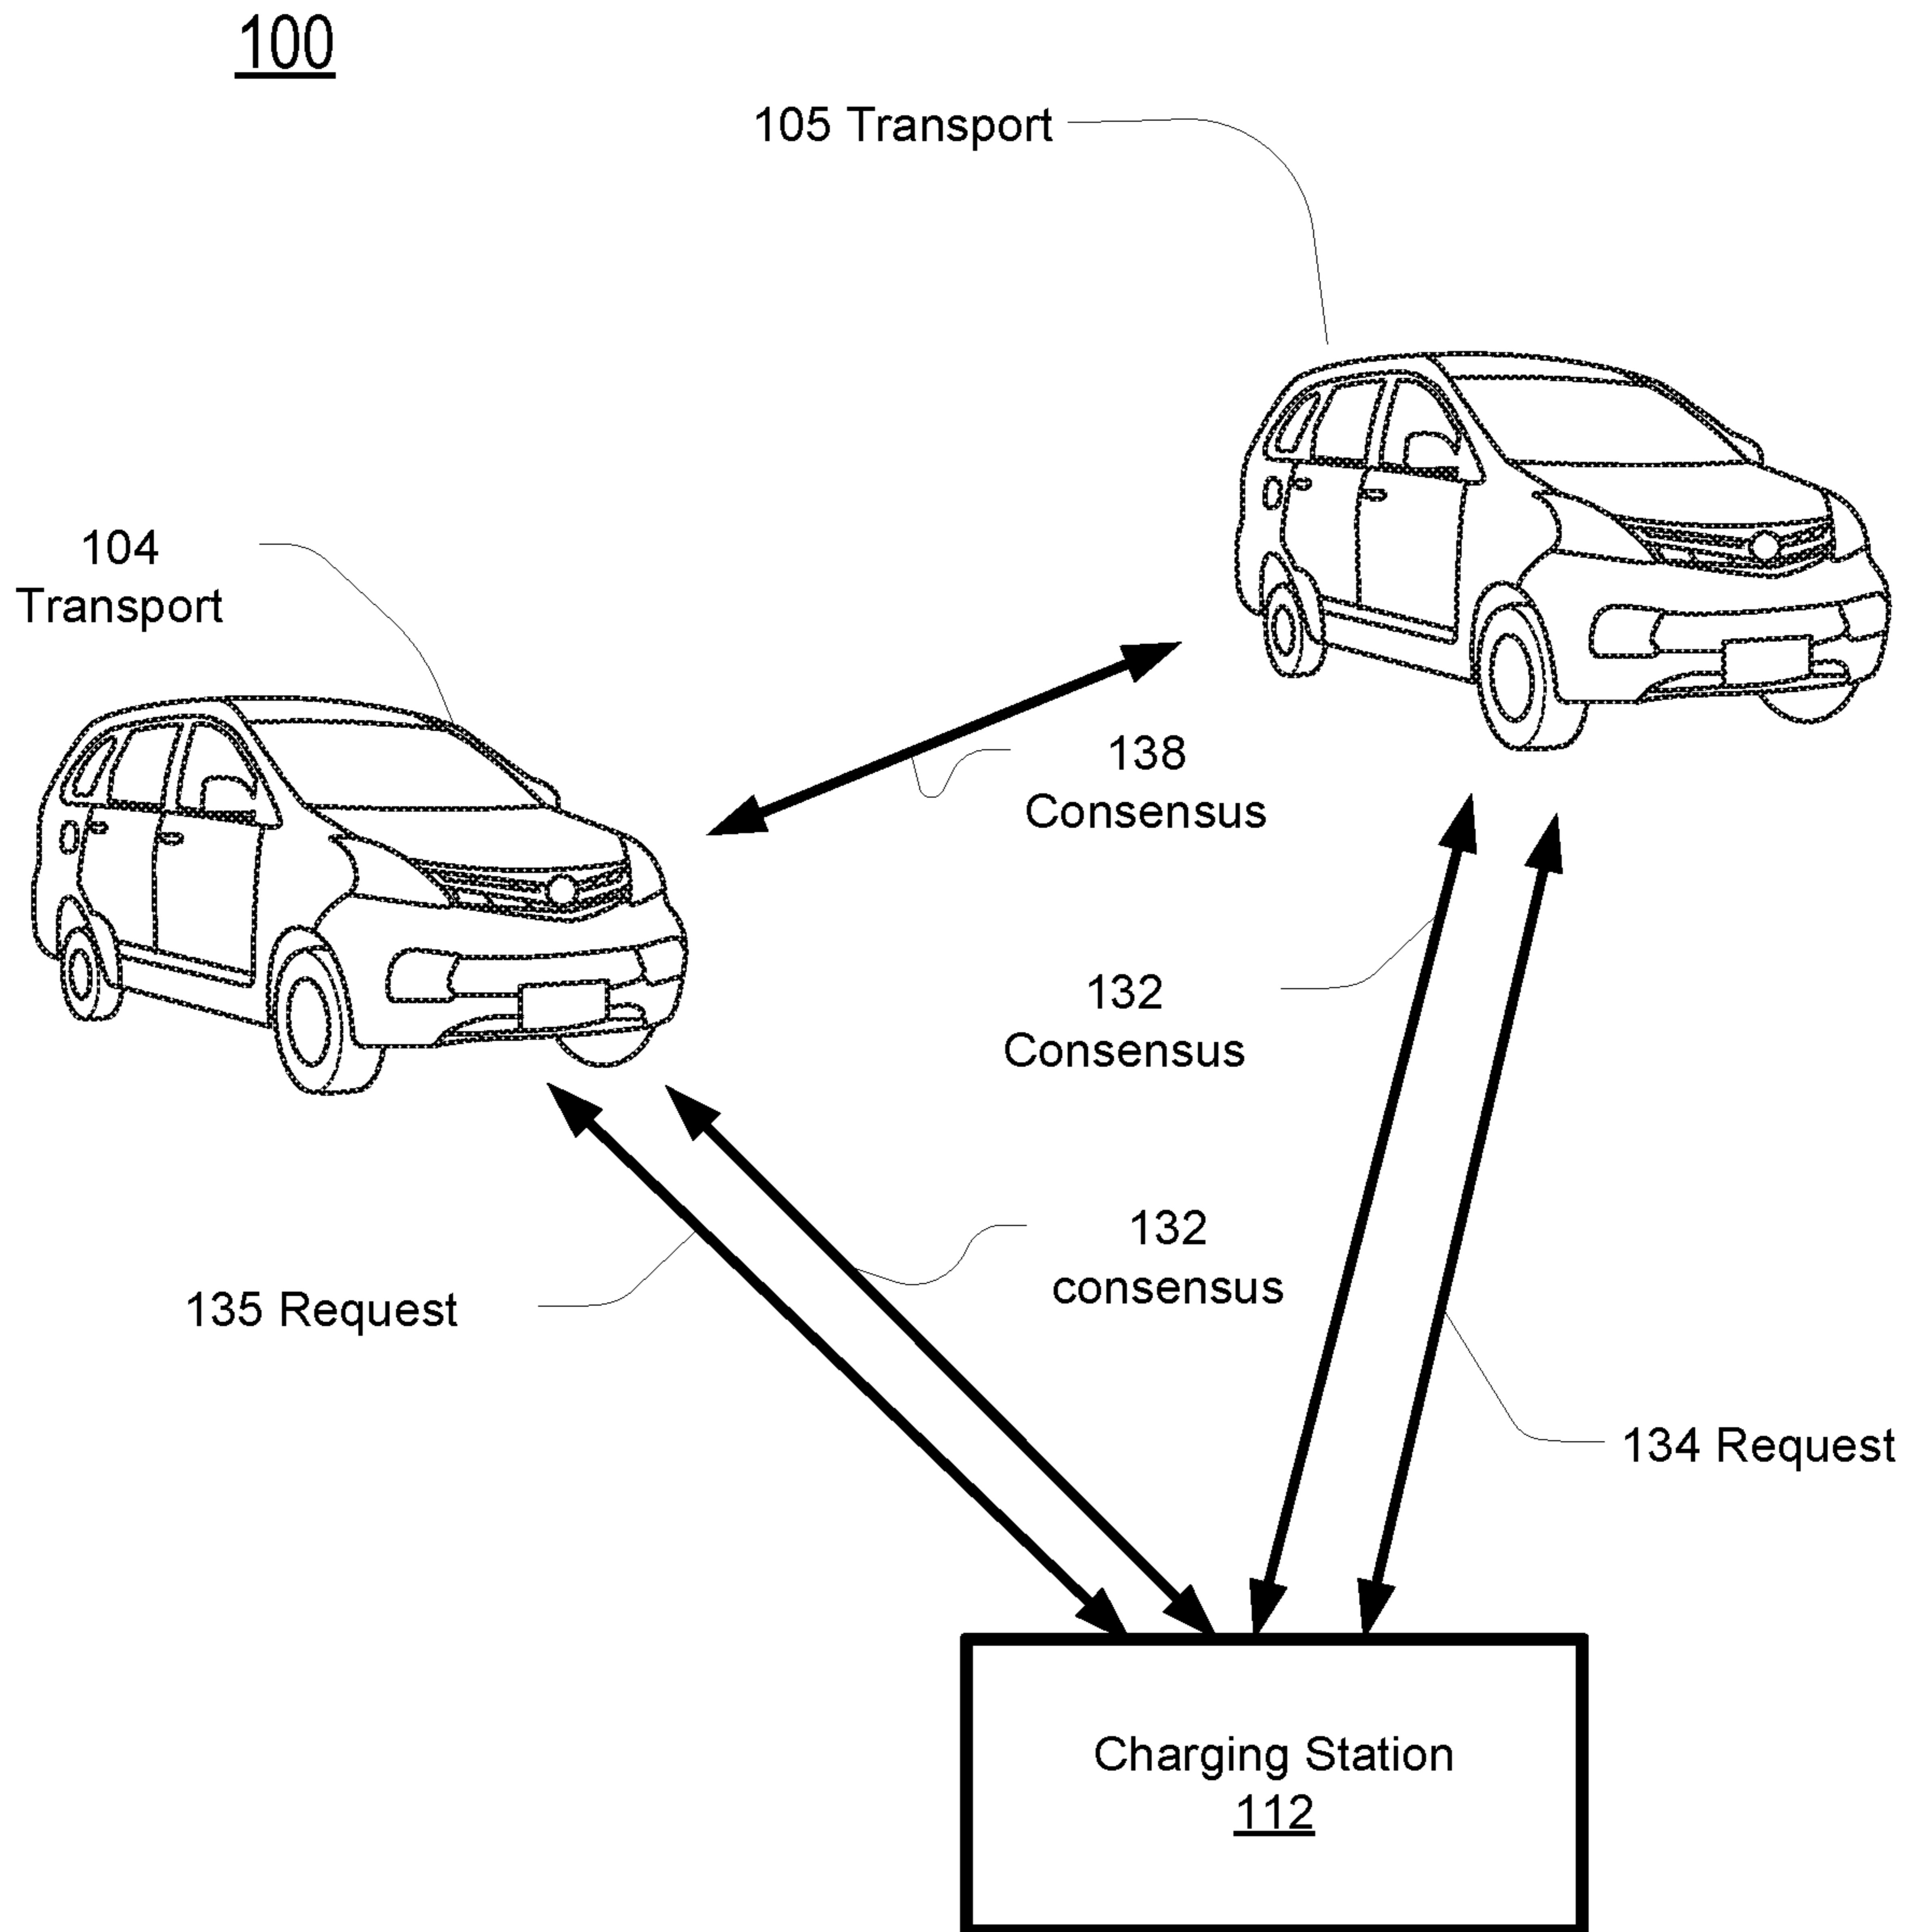 100
105 Transport
104
Transport
138
Consensus
132
Consensus
132
consensus
135 Request
134 Request
Charging Station
112